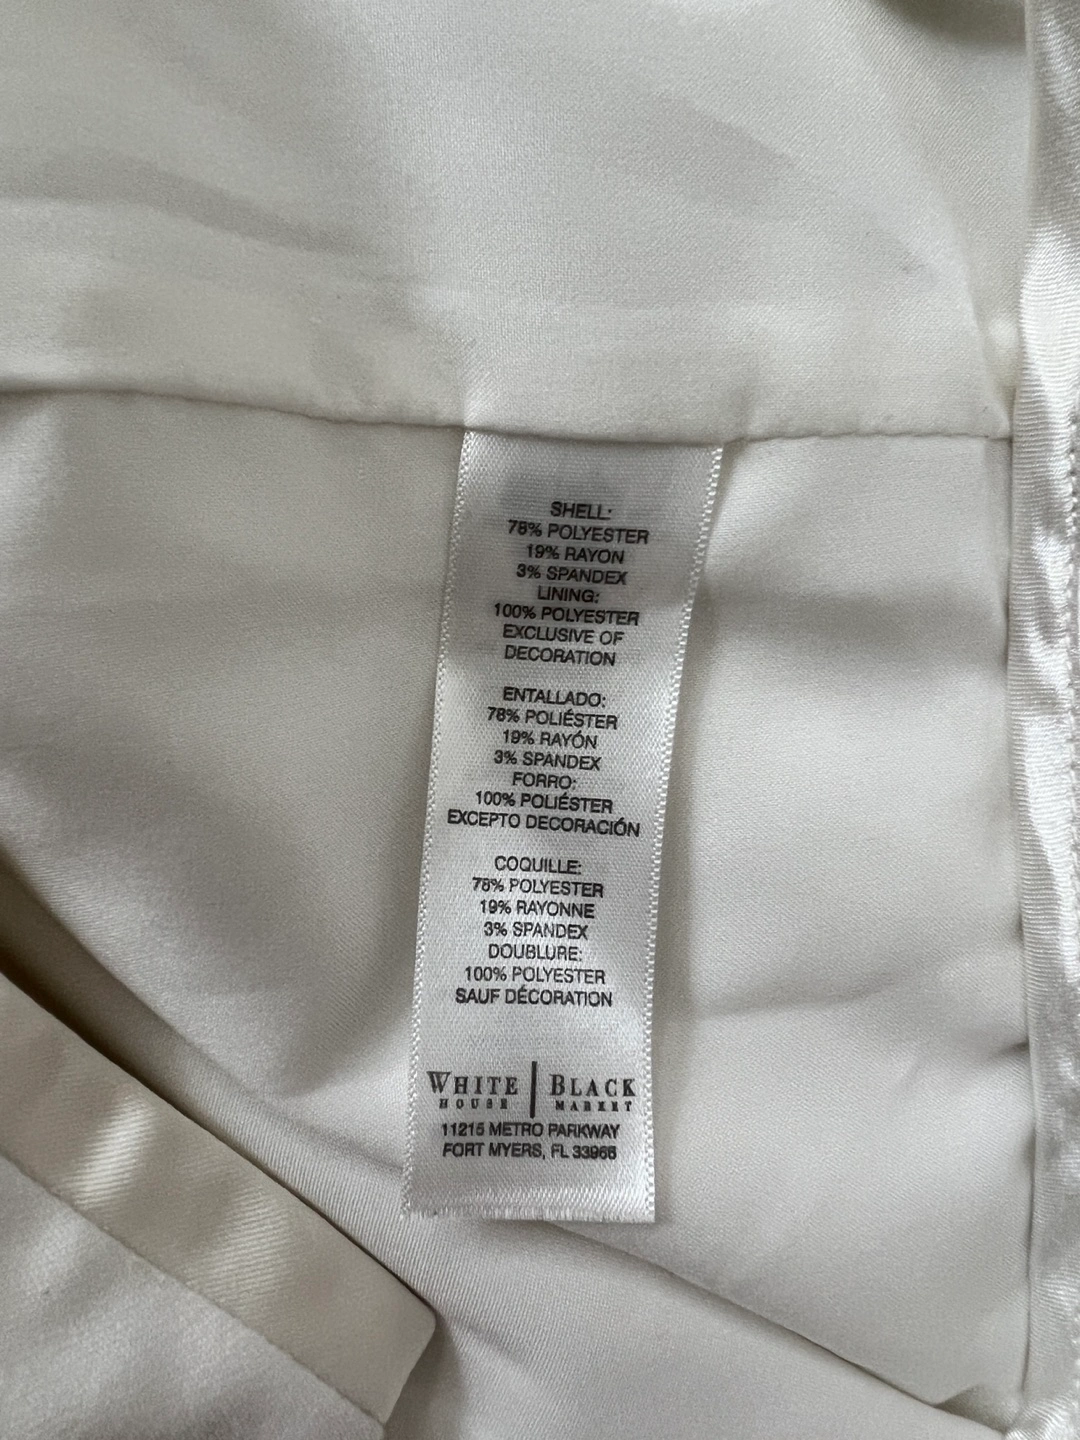 SHELL:
78% POLYESTER
19% RAYON
3% SPANDEX
LINING:
100% POLYESTER
EXCLUSIVE OF
DECORATION
ENTALLADO:
78% POLIÉSTER
19% RAYÓN
3% SPANDEX
FORRO:
100% POLIÉSTER
EXCEPTO DECORACIÓN
COQUILLE:
78% POLYESTER
19% RAYONNE
3% SPANDEX
DOUBLURE:
100% POLYESTER
SAUF DÉCORATION
WHITE | BLACK
HOUSE MARKET
11215 METRO PARKWAY
FORT MYERS, FL 33966